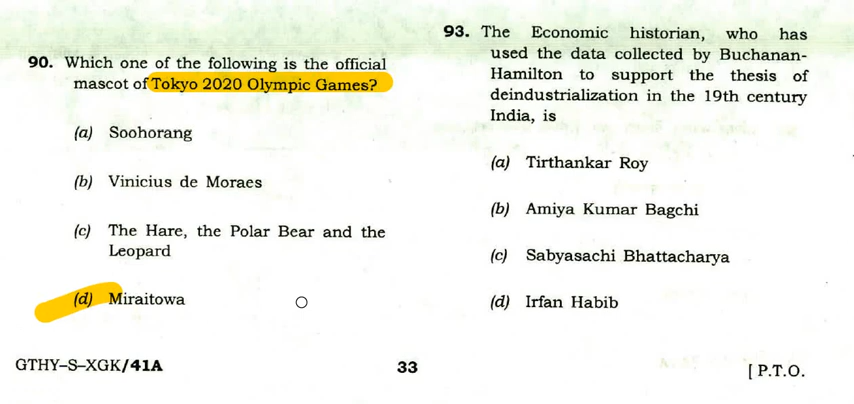 90. Which one of the following is the official
mascot of Tokyo 2020 Olympic Games?
(a) Soohorang
(b) Vinicius de Moraes
(c) The Hare, the Polar Bear and the
Leopard
(d) Miraitowa
93. The Economic historian, who has
used the data collected by Buchanan-
Hamilton to support the thesis of
deindustrialization in the 19th century
India, is
(a) Tirthankar Roy
(b) Amiya Kumar Bagchi
(c) Sabyasachi Bhattacharya
(d) Irfan Habib
GTHY–S–XGK/41A
33
[ P.T.O.